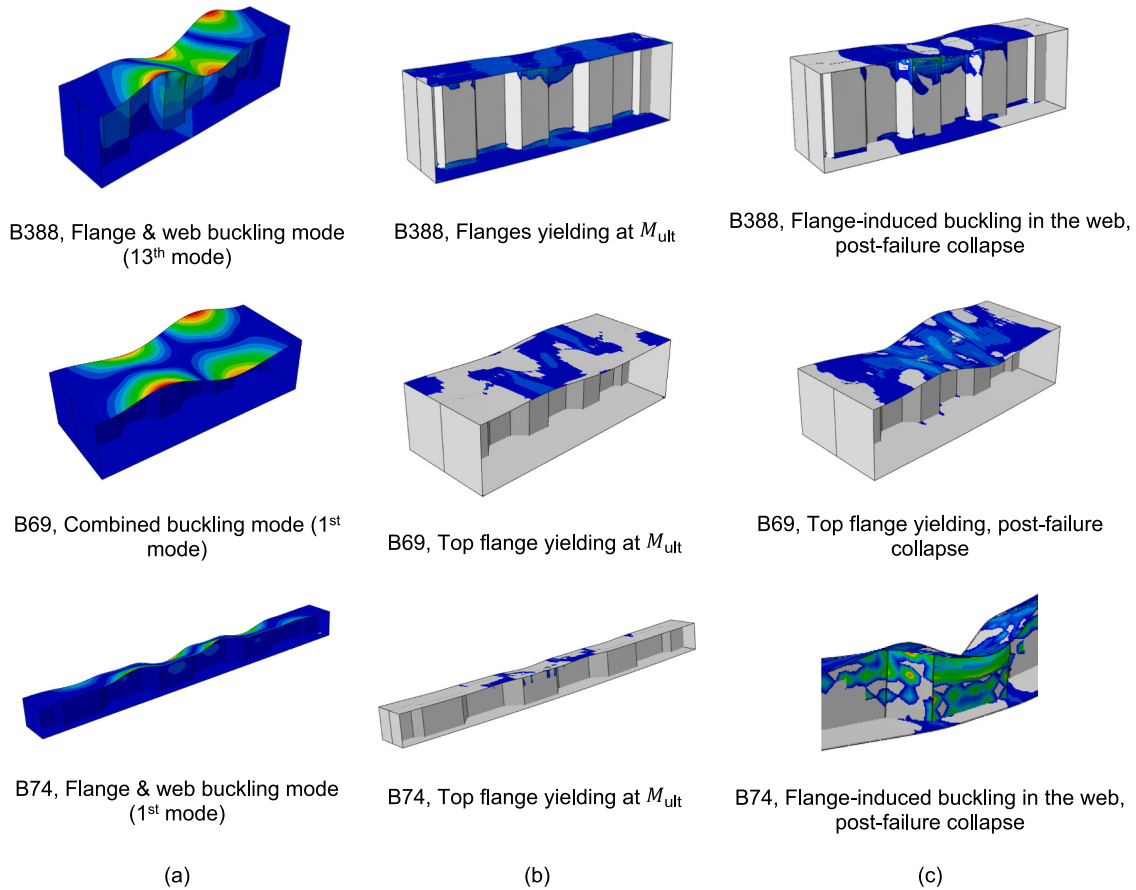 B388, Flange & web buckling mode
(13th mode)
B388, Flanges yielding at Mult
B388, Flange-induced buckling in the web,
post-failure collapse
B69, Combined buckling mode (1st
mode)
B69, Top flange yielding at Mult
B69, Top flange yielding, post-failure
collapse
B74, Flange & web buckling mode
(1st mode)
B74, Top flange yielding at Mult
B74, Flange-induced buckling in the web,
post-failure collapse
(a)
(b)
(c)